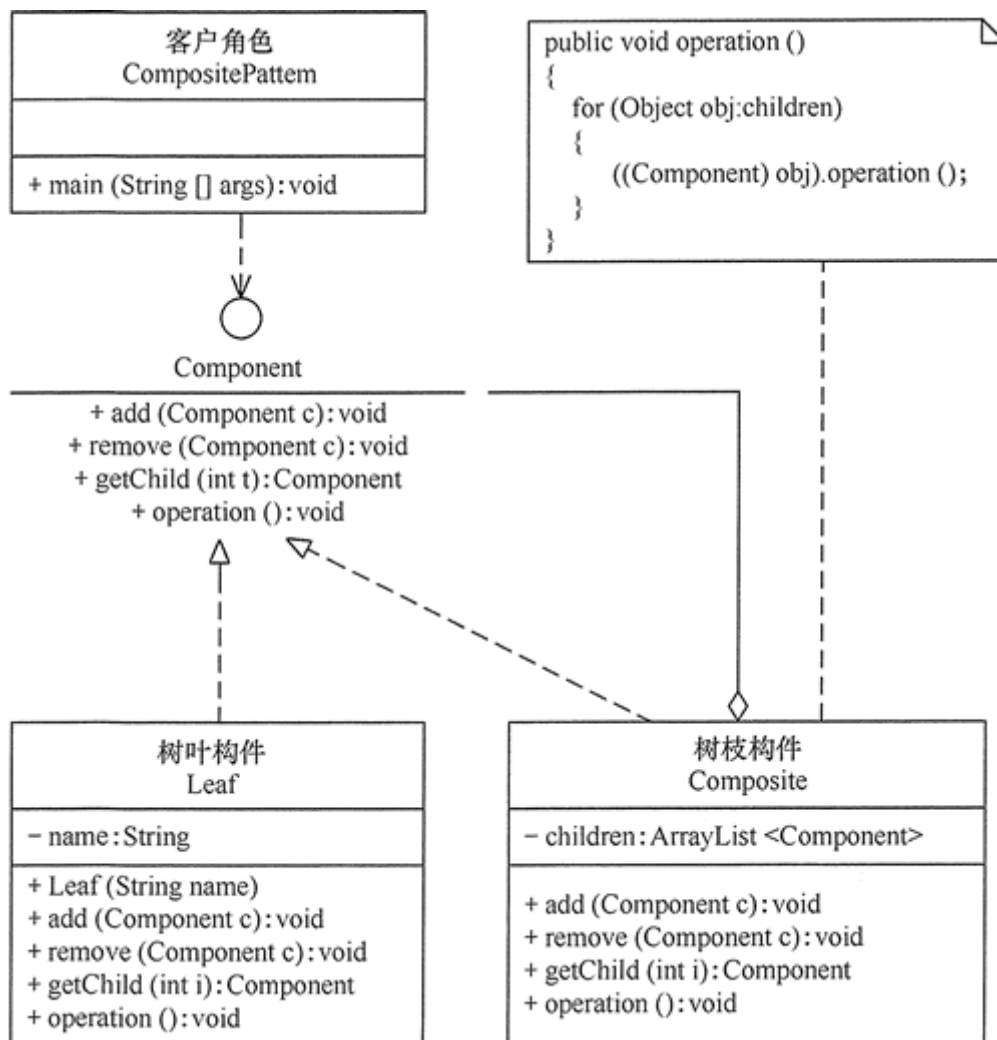 客户角色
CompositePattem
+ main (String [] args):void
public void operation ()
{
for (Object obj:children)
{
((Component) obj).operation ();
}
}
Component
+ add (Component c):void
+ remove (Component c):void
+ getChild (int t):Component
+ operation ():void
树叶构件
Leaf
- name:String
+ Leaf (String name)
+ add (Component c):void
+ remove (Component c):void
+ getChild (int i):Component
+ operation ():void
树枝构件
Composite
- children:ArrayList <Component>
+ add (Component c):void
+ remove (Component c):void
+ getChild (int i):Component
+ operation ():void